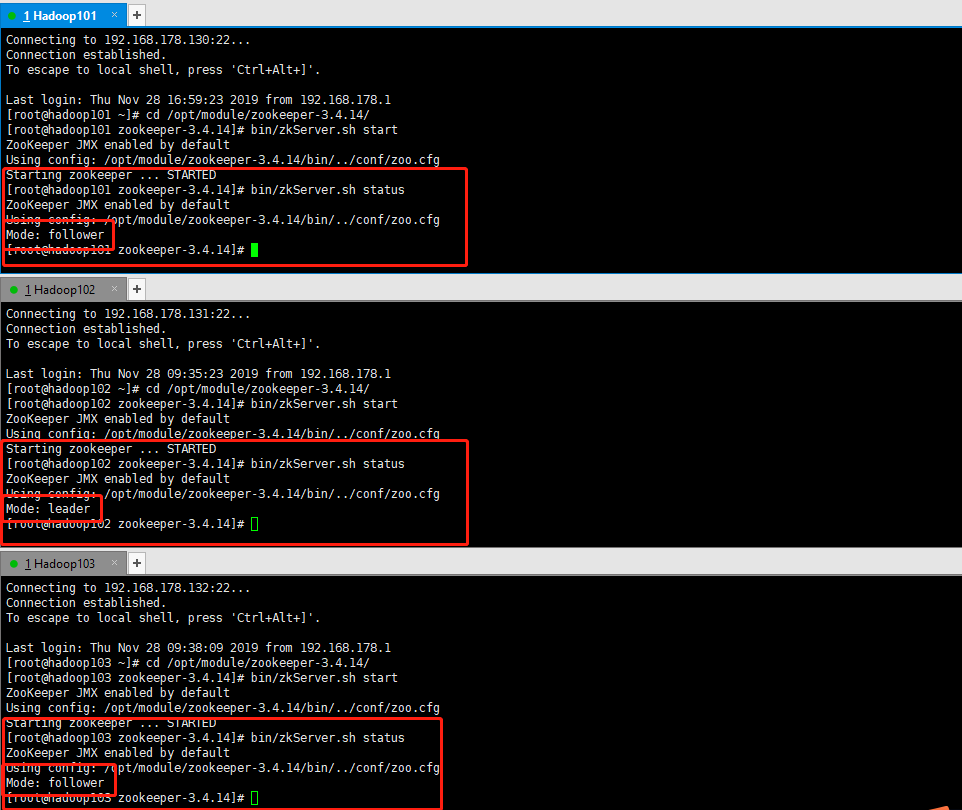 1 Hadoop101 × +
Connecting to 192.168.178.130:22...
Connection established.
To escape to local shell, press 'Ctrl+Alt+]'.
Last login: Thu Nov 28 16:59:23 2019 from 192.168.178.1
[root@hadoop101 ~]# cd /opt/module/zookeeper-3.4.14/
[root@hadoop101 zookeeper-3.4.14]# bin/zkServer.sh start
ZooKeeper JMX enabled by default
Using config: /opt/module/zookeeper-3.4.14/bin/../conf/zoo.cfg
Starting zookeeper ... STARTED
[root@hadoop101 zookeeper-3.4.14]# bin/zkServer.sh status
ZooKeeper JMX enabled by default
Using config: /opt/module/zookeeper-3.4.14/bin/../conf/zoo.cfg
Mode: follower
[root@hadoop101 zookeeper-3.4.14]#
1 Hadoop102 × +
Connecting to 192.168.178.131:22...
Connection established.
To escape to local shell, press 'Ctrl+Alt+]'.
Last login: Thu Nov 28 09:35:23 2019 from 192.168.178.1
[root@hadoop102 ~]# cd /opt/module/zookeeper-3.4.14/
[root@hadoop102 zookeeper-3.4.14]# bin/zkServer.sh start
ZooKeeper JMX enabled by default
Using config: /opt/module/zookeeper-3.4.14/bin/../conf/zoo.cfg
Starting zookeeper ... STARTED
[root@hadoop102 zookeeper-3.4.14]# bin/zkServer.sh status
ZooKeeper JMX enabled by default
Using config: /opt/module/zookeeper-3.4.14/bin/../conf/zoo.cfg
Mode: leader
[root@hadoop102 zookeeper-3.4.14]#
1 Hadoop103 × +
Connecting to 192.168.178.132:22...
Connection established.
To escape to local shell, press 'Ctrl+Alt+]'.
Last login: Thu Nov 28 09:38:09 2019 from 192.168.178.1
[root@hadoop103 ~]# cd /opt/module/zookeeper-3.4.14/
[root@hadoop103 zookeeper-3.4.14]# bin/zkServer.sh start
ZooKeeper JMX enabled by default
Using config: /opt/module/zookeeper-3.4.14/bin/../conf/zoo.cfg
Starting zookeeper ... STARTED
[root@hadoop103 zookeeper-3.4.14]# bin/zkServer.sh status
ZooKeeper JMX enabled by default
Using config: /opt/module/zookeeper-3.4.14/bin/../conf/zoo.cfg
Mode: follower
[root@hadoop103 zookeeper-3.4.14]#